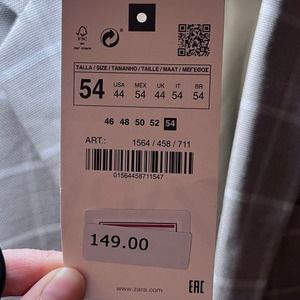 FSC
TALLA / SIZE / TAMANHO / TAILLE / MAAT / ΜΕΓΕΘΟΣ
54
USA MEX UK IT BR
44 54 44 54 54
46 48 50 52 54
ART.: 1564 / 458 / 711
01564458711547
149.00
www.zara.com
EAC